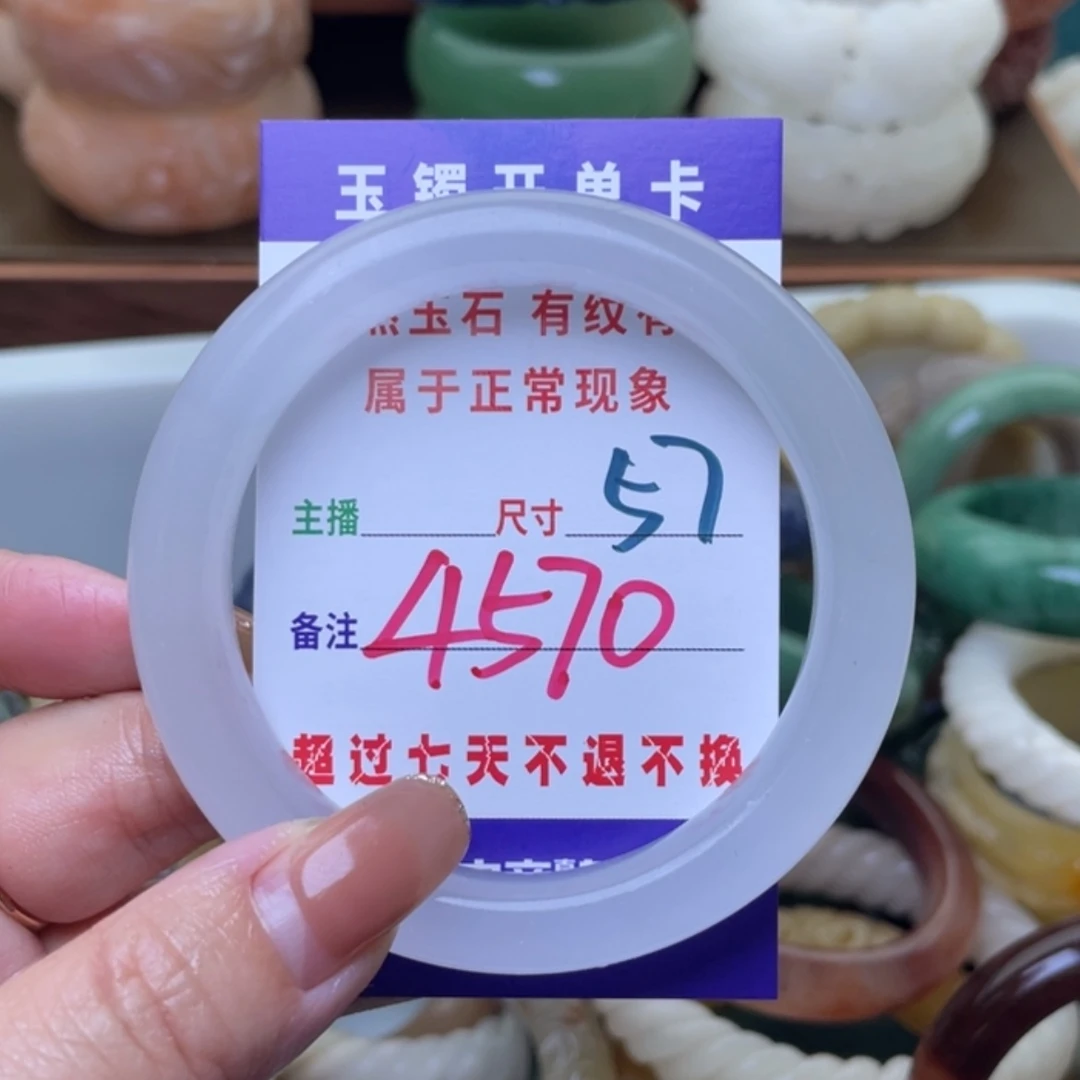 玉镯开单卡
玉石 有纹
属于正常现象
主播 尺寸 57
备注 4570
超过七天不退不换